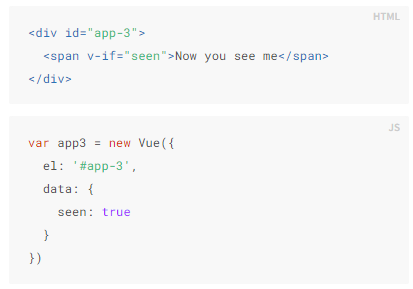 HTML
<div id="app-3">
  <span v-if="seen">Now you see me</span>
</div>
JS
var app3 = new Vue({
  el: '#app-3',
  data: {
    seen: true
  }
})